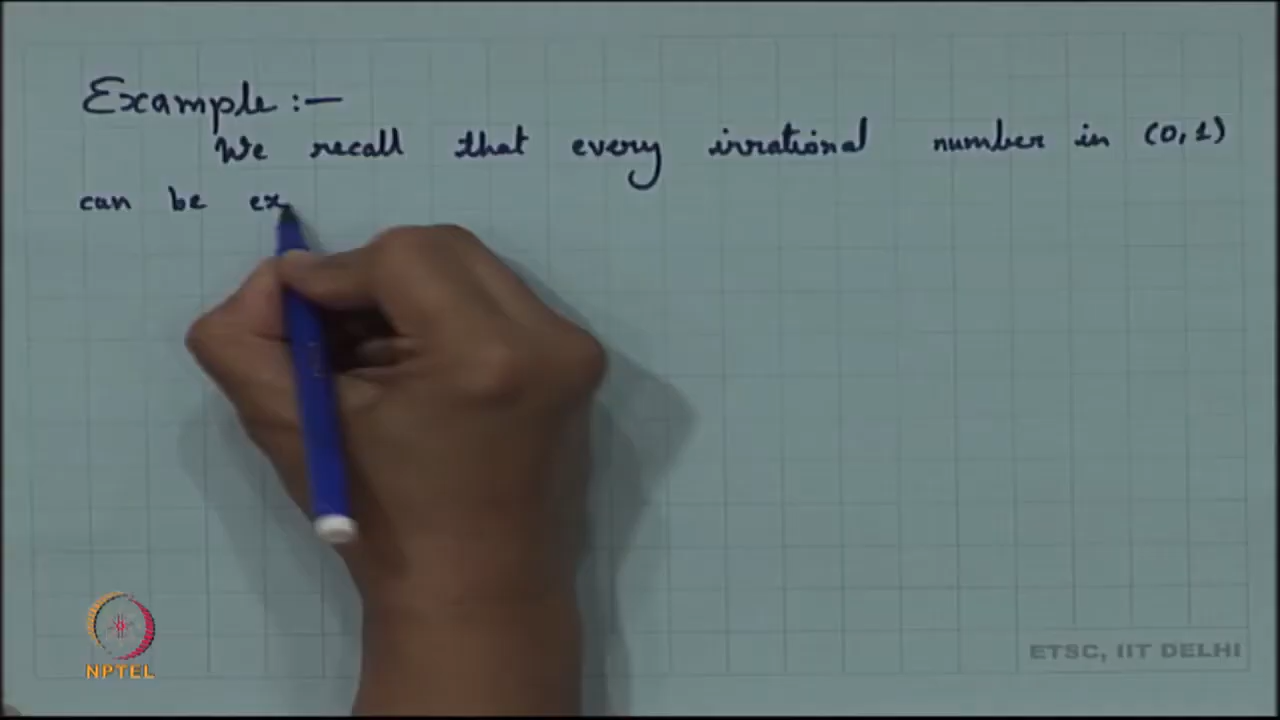 Example :—
We recall that every irrational number in (0,1)
can be ex
NPTEL
ETSC, IIT DELHI